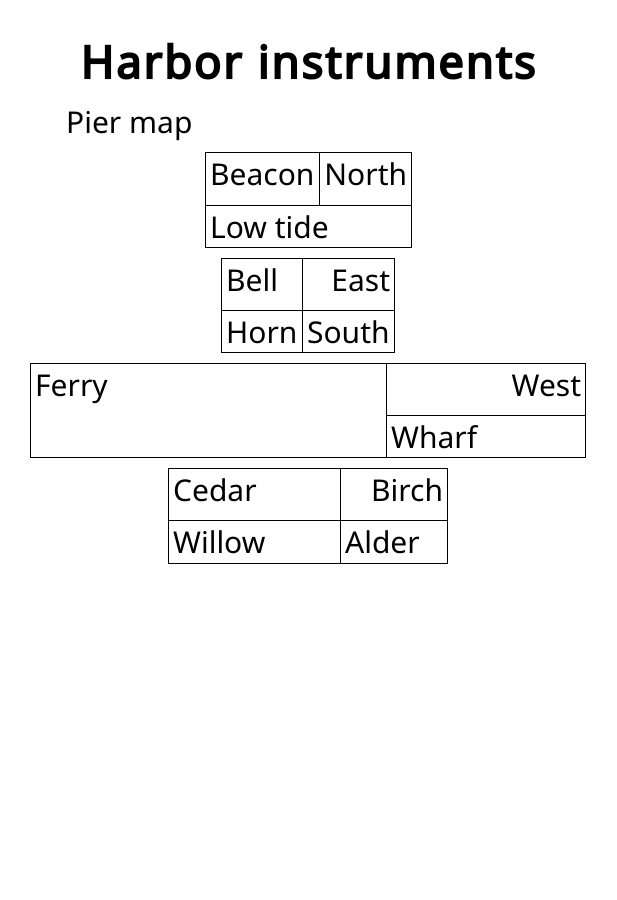 Harbor instruments
Pier map
Beacon North
Low tide
Bell East
Horn South
Ferry West
Wharf
Cedar Birch
Willow Alder